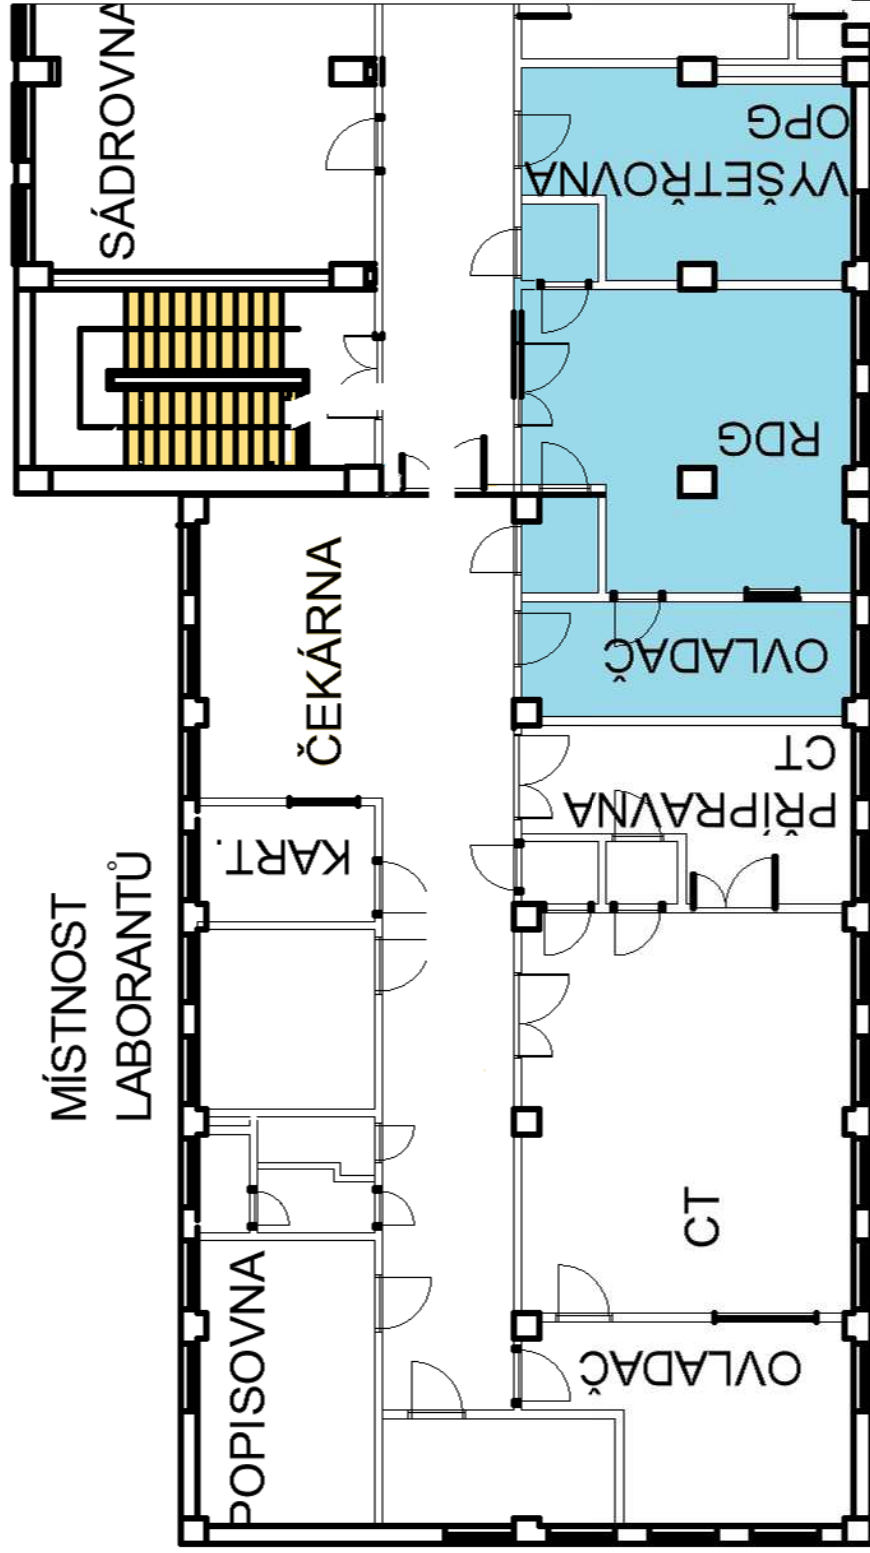 SÁDROVNA
OPG
VYŠETŘOVNA
RDG
ČEKÁRNA
OVLADAČ
CT
PŘÍPRAVNA
KART.
MÍSTNOST
LABORANTŮ
CT
POPISOVNA
OVLADAČ